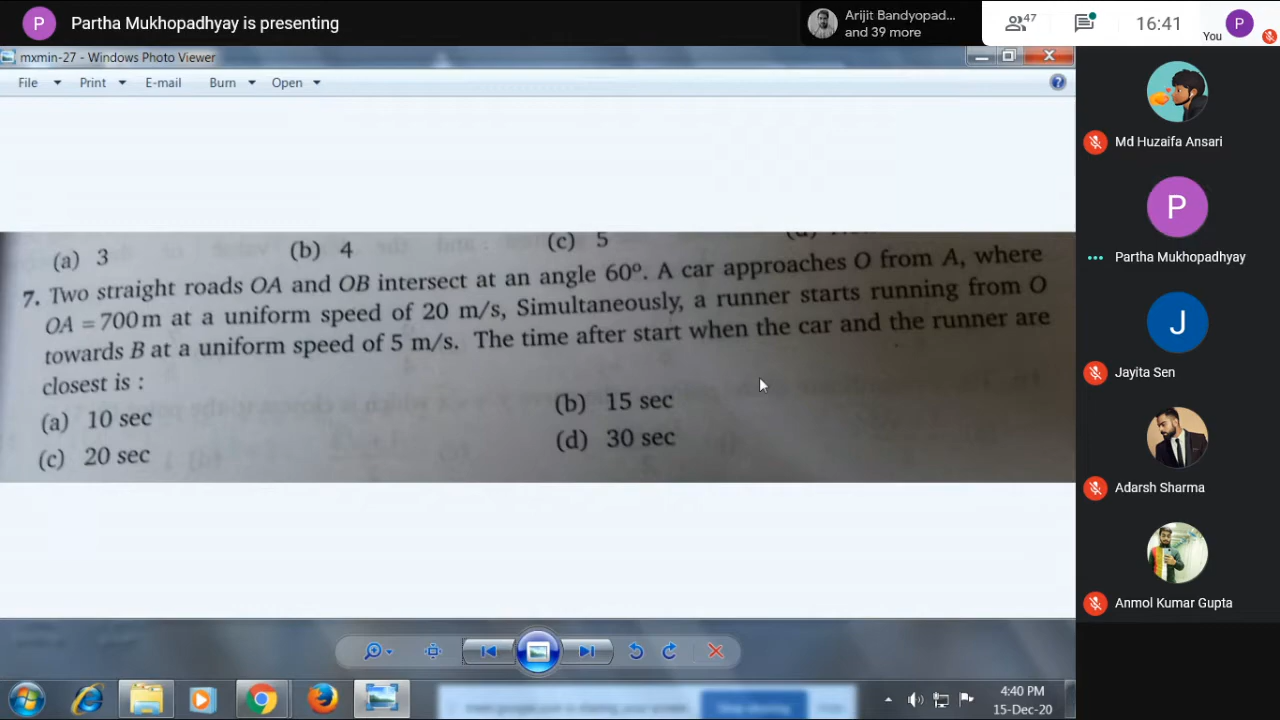 P
Partha Mukhopadhyay is presenting
Arijit Bandyopad...
and 39 more
47
16:41
You
P
mxmin-27 - Windows Photo Viewer
File Print E-mail Burn Open
(a) 3 (b) 4 (c) 5
7. Two straight roads OA and OB intersect at an angle 60º. A car approaches O from A, where
OA = 700 m at a uniform speed of 20 m/s, Simultaneously, a runner starts running from O
towards B at a uniform speed of 5 m/s. The time after start when the car and the runner are
closest is :
(a) 10 sec (b) 15 sec
(c) 20 sec (d) 30 sec
Md Huzaifa Ansari
P
Partha Mukhopadhyay
J
Jayita Sen
Adarsh Sharma
Anmol Kumar Gupta
4:40 PM
15-Dec-20